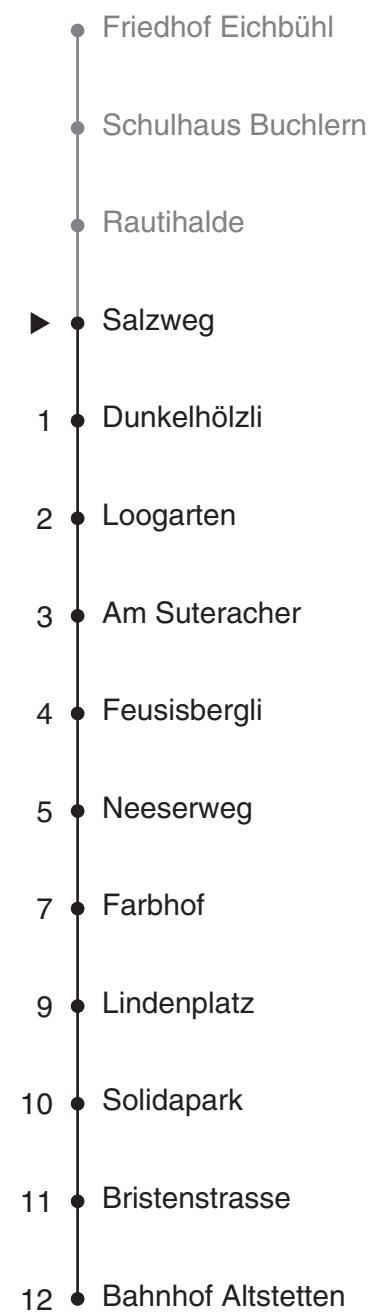 Friedhof Eichbühl
Schulhaus Buchlern
Rautihalde
Salzweg
1 Dunkelhölzli
2 Loogarten
3 Am Suteracher
4 Feusisbergli
5 Neeserweg
7 Farbhof
9 Lindenplatz
10 Solidapark
11 Bristenstrasse
12 Bahnhof Altstetten